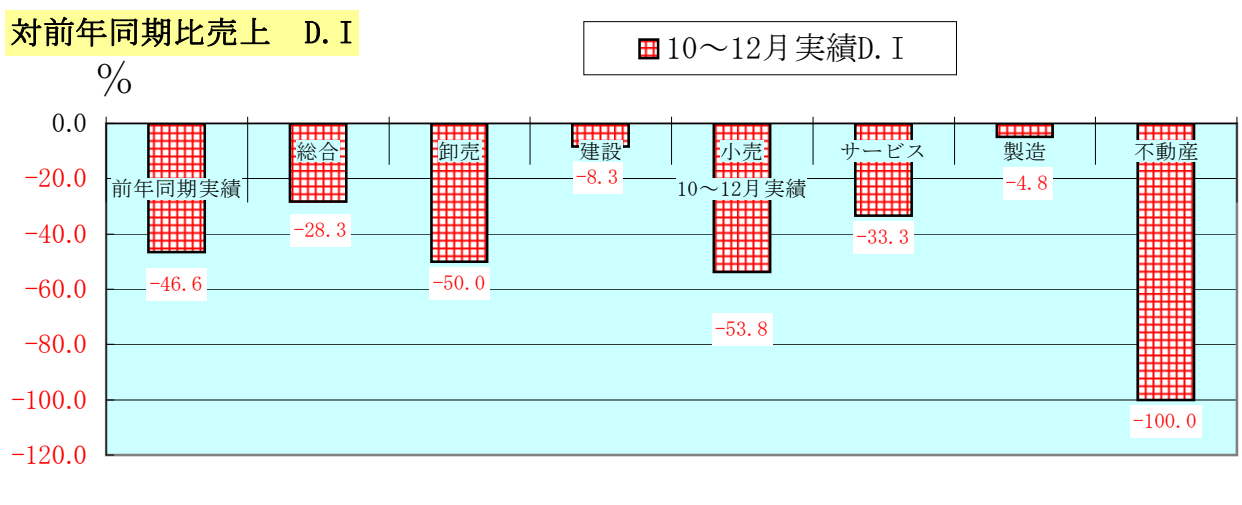 対前年同期比売上　D.I
10～12月実績D.I
%
0.0
-20.0
-40.0
-60.0
-80.0
-100.0
-120.0
総合
卸売
建設
小売
サービス
製造
不動産
前年同期実績
10～12月実績
-46.6
-28.3
-50.0
-8.3
-53.8
-33.3
-4.8
-100.0